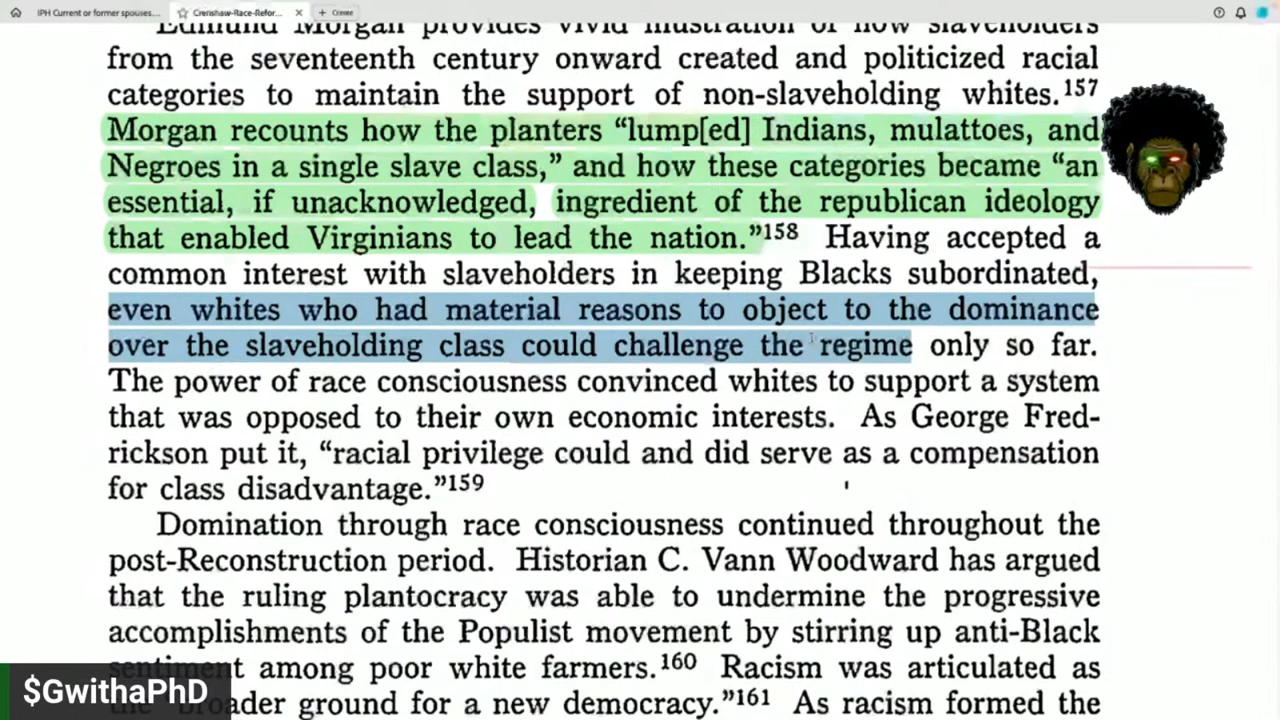 IPH Current or former spouses...
Crenshaw-Race-Refor...
Create
Edmund Morgan provides vivid illustration of how slaveholders
from the seventeenth century onward created and politicized racial
categories to maintain the support of non-slaveholding whites.157
Morgan recounts how the planters “lump[ed] Indians, mulattoes, and
Negroes in a single slave class,” and how these categories became “an
essential, if unacknowledged, ingredient of the republican ideology
that enabled Virginians to lead the nation.”158 Having accepted a
common interest with slaveholders in keeping Blacks subordinated,
even whites who had material reasons to object to the dominance
over the slaveholding class could challenge the regime only so far.
The power of race consciousness convinced whites to support a system
that was opposed to their own economic interests. As George Fred-
rickson put it, “racial privilege could and did serve as a compensation
for class disadvantage.”159
Domination through race consciousness continued throughout the
post-Reconstruction period. Historian C. Vann Woodward has argued
that the ruling plantocracy was able to undermine the progressive
accomplishments of the Populist movement by stirring up anti-Black
sentiment among poor white farmers.160 Racism was articulated as
the “broader ground for a new democracy.”161 As racism formed the
$GwithaPhD